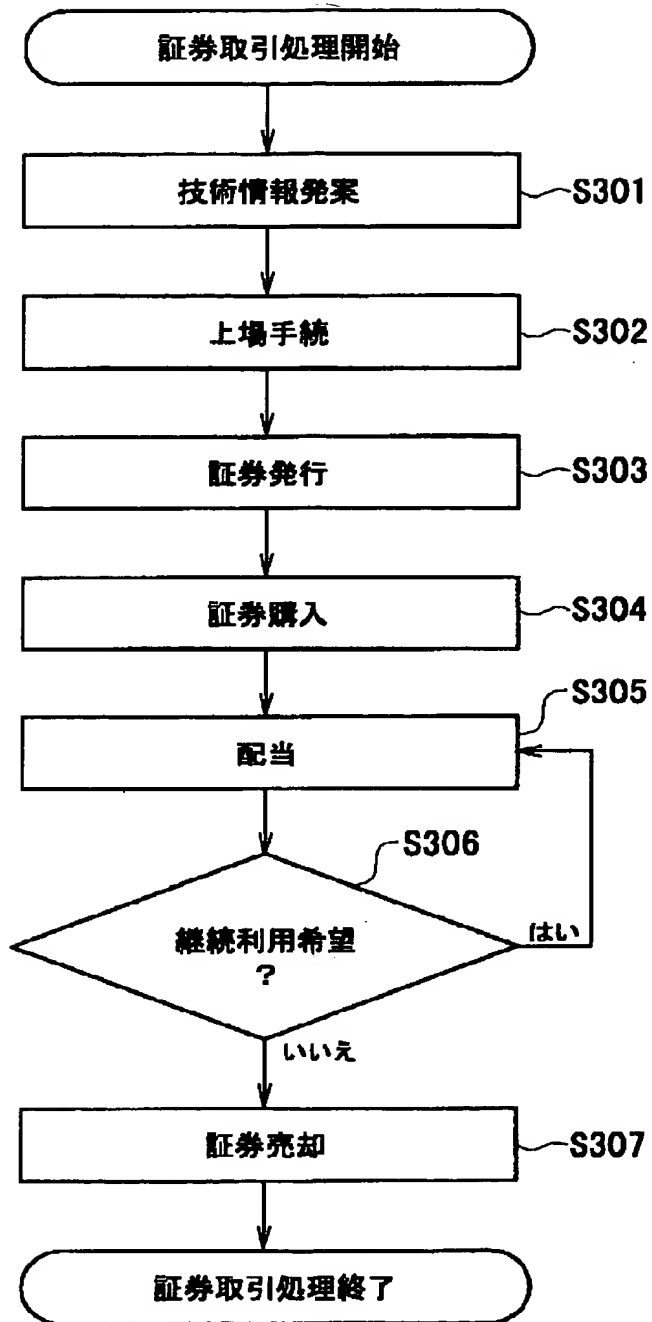 証券取引処理開始
技術情報発案
S301
上場手続
S302
証券発行
S303
証券購入
S304
S305
配当
S306
継続利用希望
?
はい
いいえ
証券売却
S307
証券取引処理終了